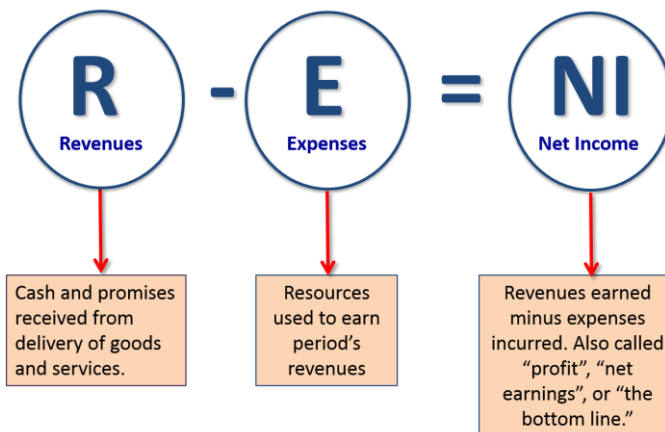 R - E = NI
Revenues Expenses Net Income
Cash and promises
received from
delivery of goods
and services.
Resources
used to earn
period’s
revenues
Revenues earned
minus expenses
incurred. Also called
“profit”, “net
earnings”, or “the
bottom line.”